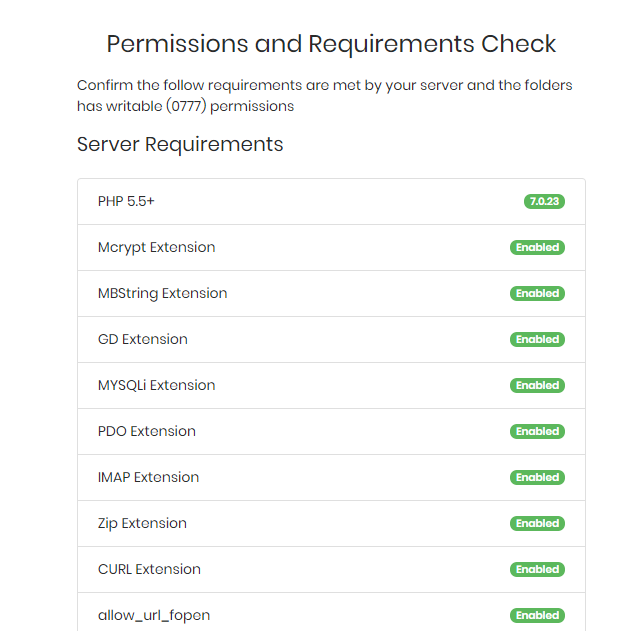 Permissions and Requirements Check
Confirm the follow requirements are met by your server and the folders
has writable (0777) permissions
Server Requirements
PHP 5.5+ 7.0.23
Mcrypt Extension Enabled
MBString Extension Enabled
GD Extension Enabled
MYSQLi Extension Enabled
PDO Extension Enabled
IMAP Extension Enabled
Zip Extension Enabled
CURL Extension Enabled
allow_url_fopen Enabled